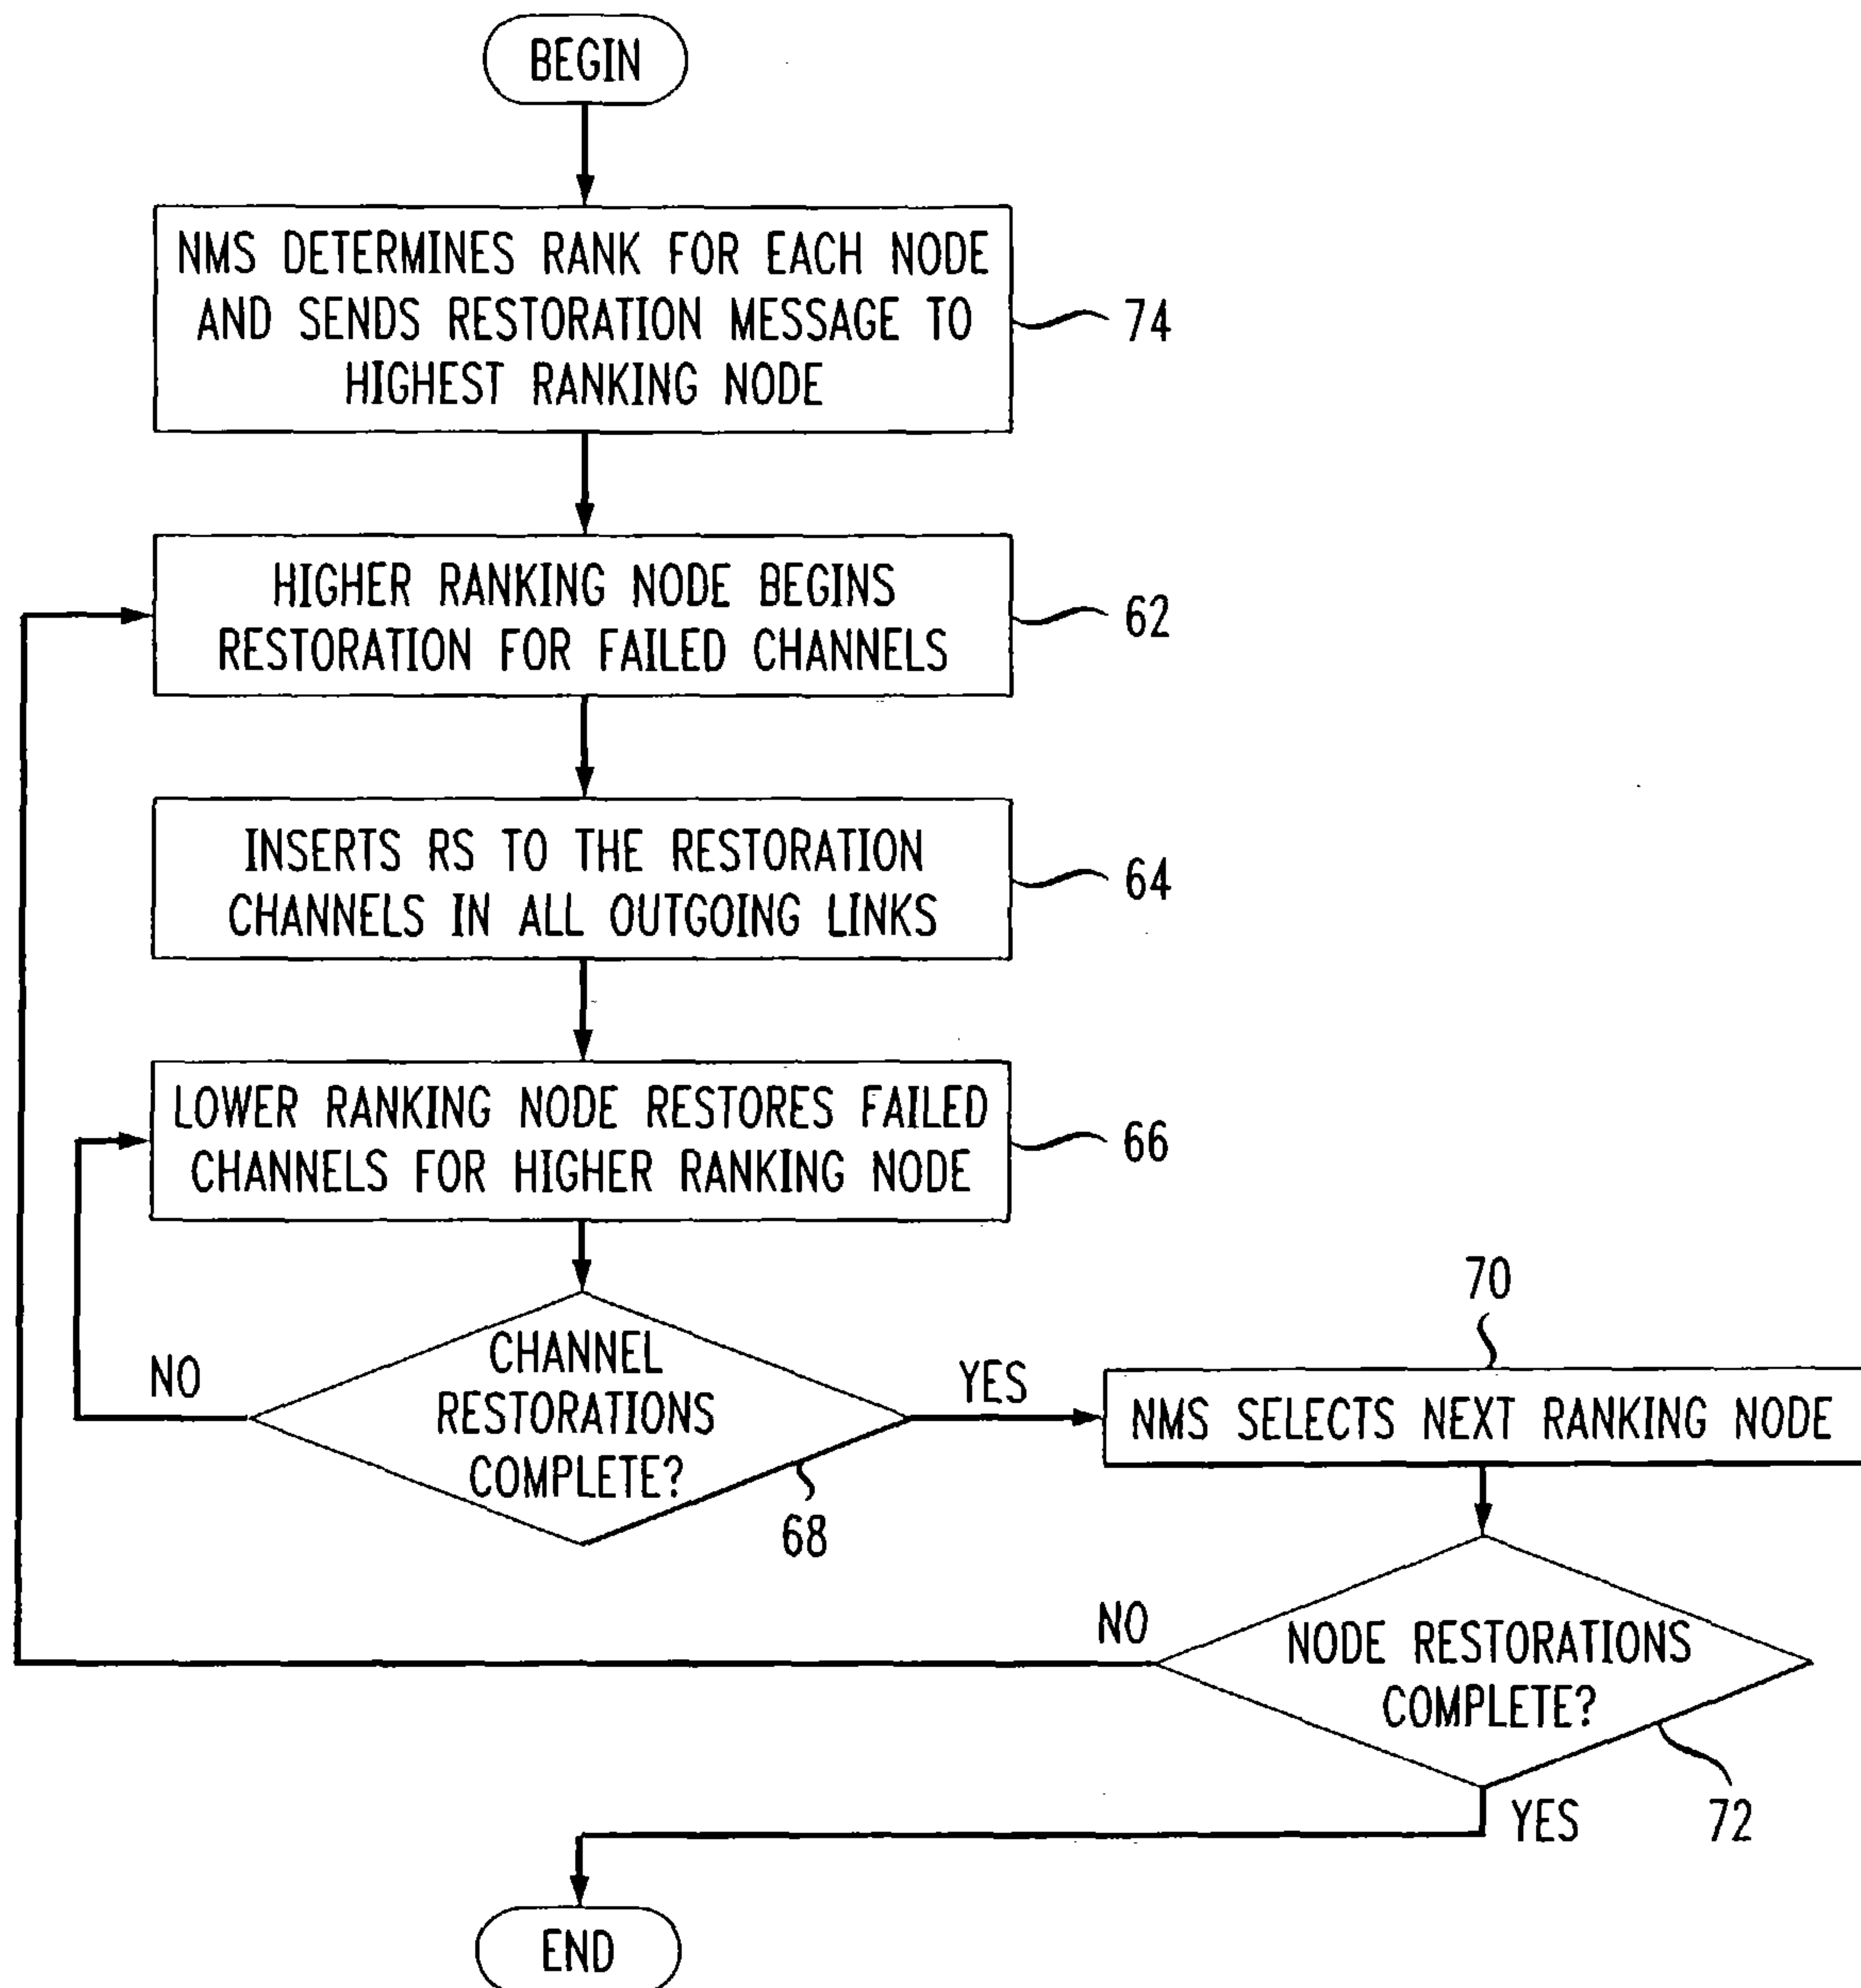 BEGIN
NMS DETERMINES RANK FOR EACH NODE
AND SENDS RESTORATION MESSAGE TO
HIGHEST RANKING NODE
74
HIGHER RANKING NODE BEGINS
RESTORATION FOR FAILED CHANNELS
62
INSERTS RS TO THE RESTORATION
CHANNELS IN ALL OUTGOING LINKS
64
LOWER RANKING NODE RESTORES FAILED
CHANNELS FOR HIGHER RANKING NODE
66
CHANNEL
RESTORATIONS
COMPLETE?
68
NO
YES
70
NMS SELECTS NEXT RANKING NODE
NODE RESTORATIONS
COMPLETE?
72
NO
YES
END